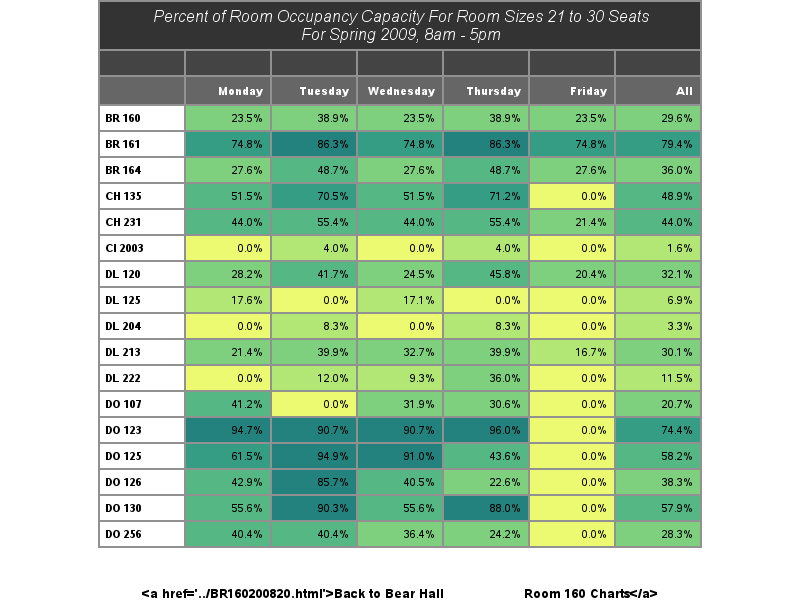 Percent of Room Occupancy Capacity For Room Sizes 21 to 30 Seats
For Spring 2009, 8am - 5pm
Monday Tuesday Wednesday Thursday Friday All
BR 160 23.5% 38.9% 23.5% 38.9% 23.5% 29.6%
BR 161 74.8% 86.3% 74.8% 86.3% 74.8% 79.4%
BR 164 27.6% 48.7% 27.6% 48.7% 27.6% 36.0%
CH 135 51.5% 70.5% 51.5% 71.2% 0.0% 48.9%
CH 231 44.0% 55.4% 44.0% 55.4% 21.4% 44.0%
CI 2003 0.0% 4.0% 0.0% 4.0% 0.0% 1.6%
DL 120 28.2% 41.7% 24.5% 45.8% 20.4% 32.1%
DL 125 17.6% 0.0% 17.1% 0.0% 0.0% 6.9%
DL 204 0.0% 8.3% 0.0% 8.3% 0.0% 3.3%
DL 213 21.4% 39.9% 32.7% 39.9% 16.7% 30.1%
DL 222 0.0% 12.0% 9.3% 36.0% 0.0% 11.5%
DO 107 41.2% 0.0% 31.9% 30.6% 0.0% 20.7%
DO 123 94.7% 90.7% 90.7% 96.0% 0.0% 74.4%
DO 125 61.5% 94.9% 91.0% 43.6% 0.0% 58.2%
DO 126 42.9% 85.7% 40.5% 22.6% 0.0% 38.3%
DO 130 55.6% 90.3% 55.6% 88.0% 0.0% 57.9%
DO 256 40.4% 40.4% 36.4% 24.2% 0.0% 28.3%
<a href='../BR160200820.html'>Back to Bear Hall Room 160 Charts</a>